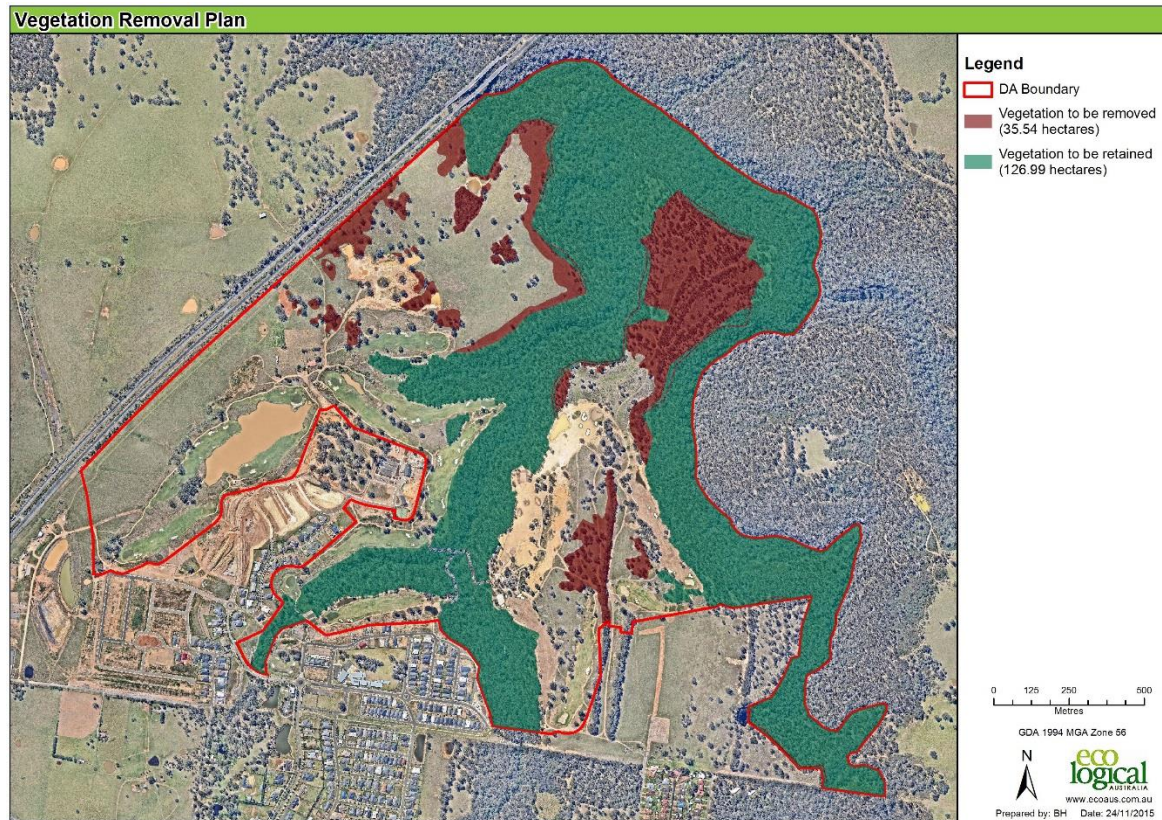 Vegetation Removal Plan
Legend
DA Boundary
Vegetation to be removed
(35.54 hectares)
Vegetation to be retained
(126.99 hectares)
0 125 250 500
Metres
GDA 1994 MGA Zone 56
N
eco
logical
AUSTRALIA
www.ecoaus.com.au
Prepared by: BH Date: 24/11/2015